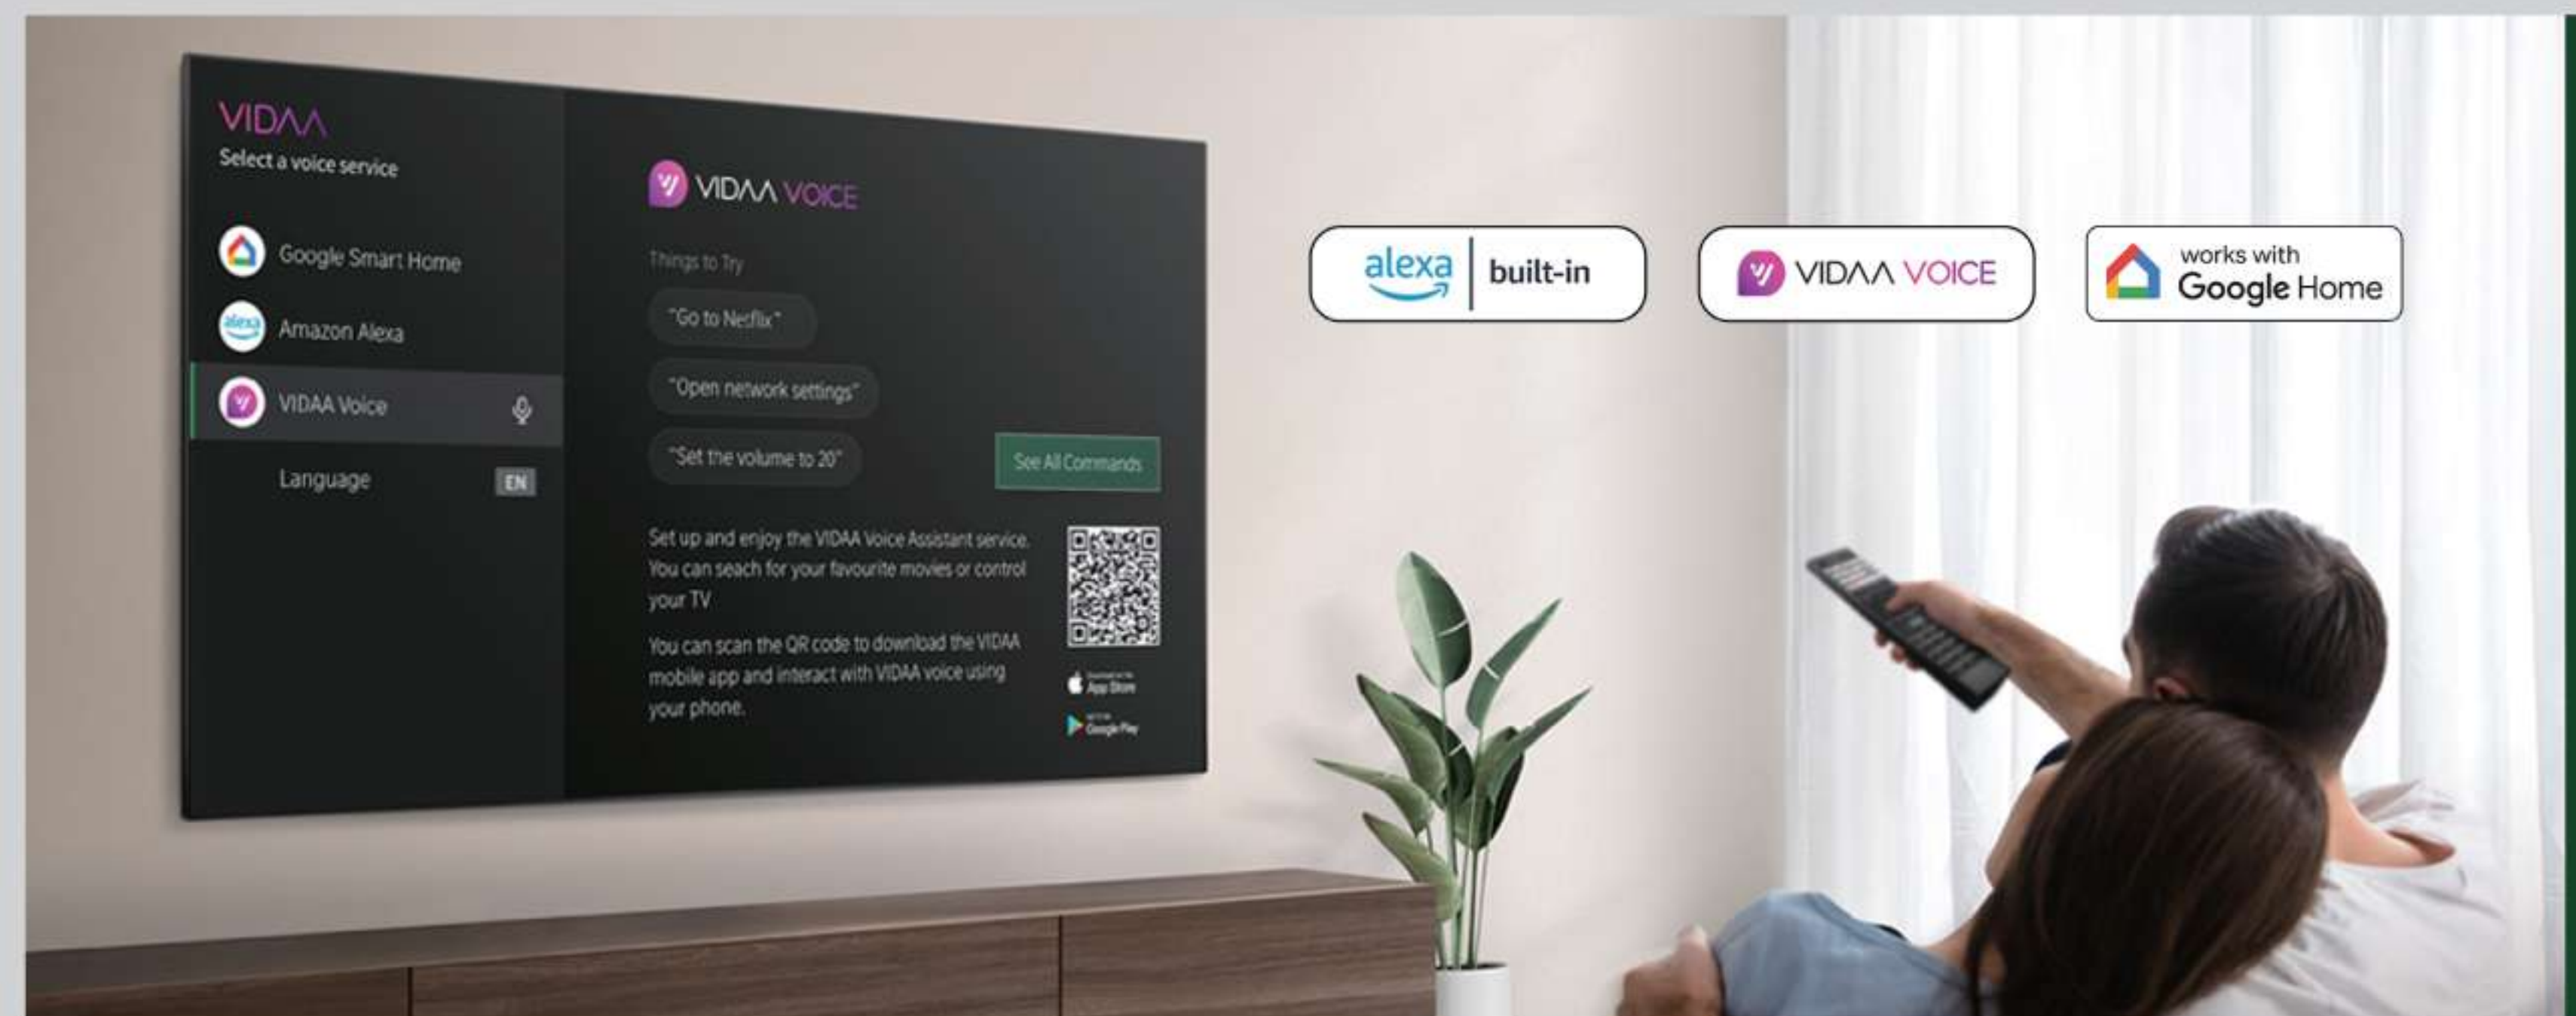 VIDAA
Select a voice service
Google Smart Home
alexa
Amazon Alexa
VIDAA Voice
Language
EN
VIDAA VOICE
Things to Try
"Go to Netflix"
"Open network settings"
"Set the volume to 20"
See All Commands
Set up and enjoy the VIDAA Voice Assistant service.
You can seach for your favourite movies or control
your TV
You can scan the QR code to download the VIDAA
mobile app and interact with VIDAA voice using
your phone.
App Store
Google Play
alexa built-in
VIDAA VOICE
works with
Google Home